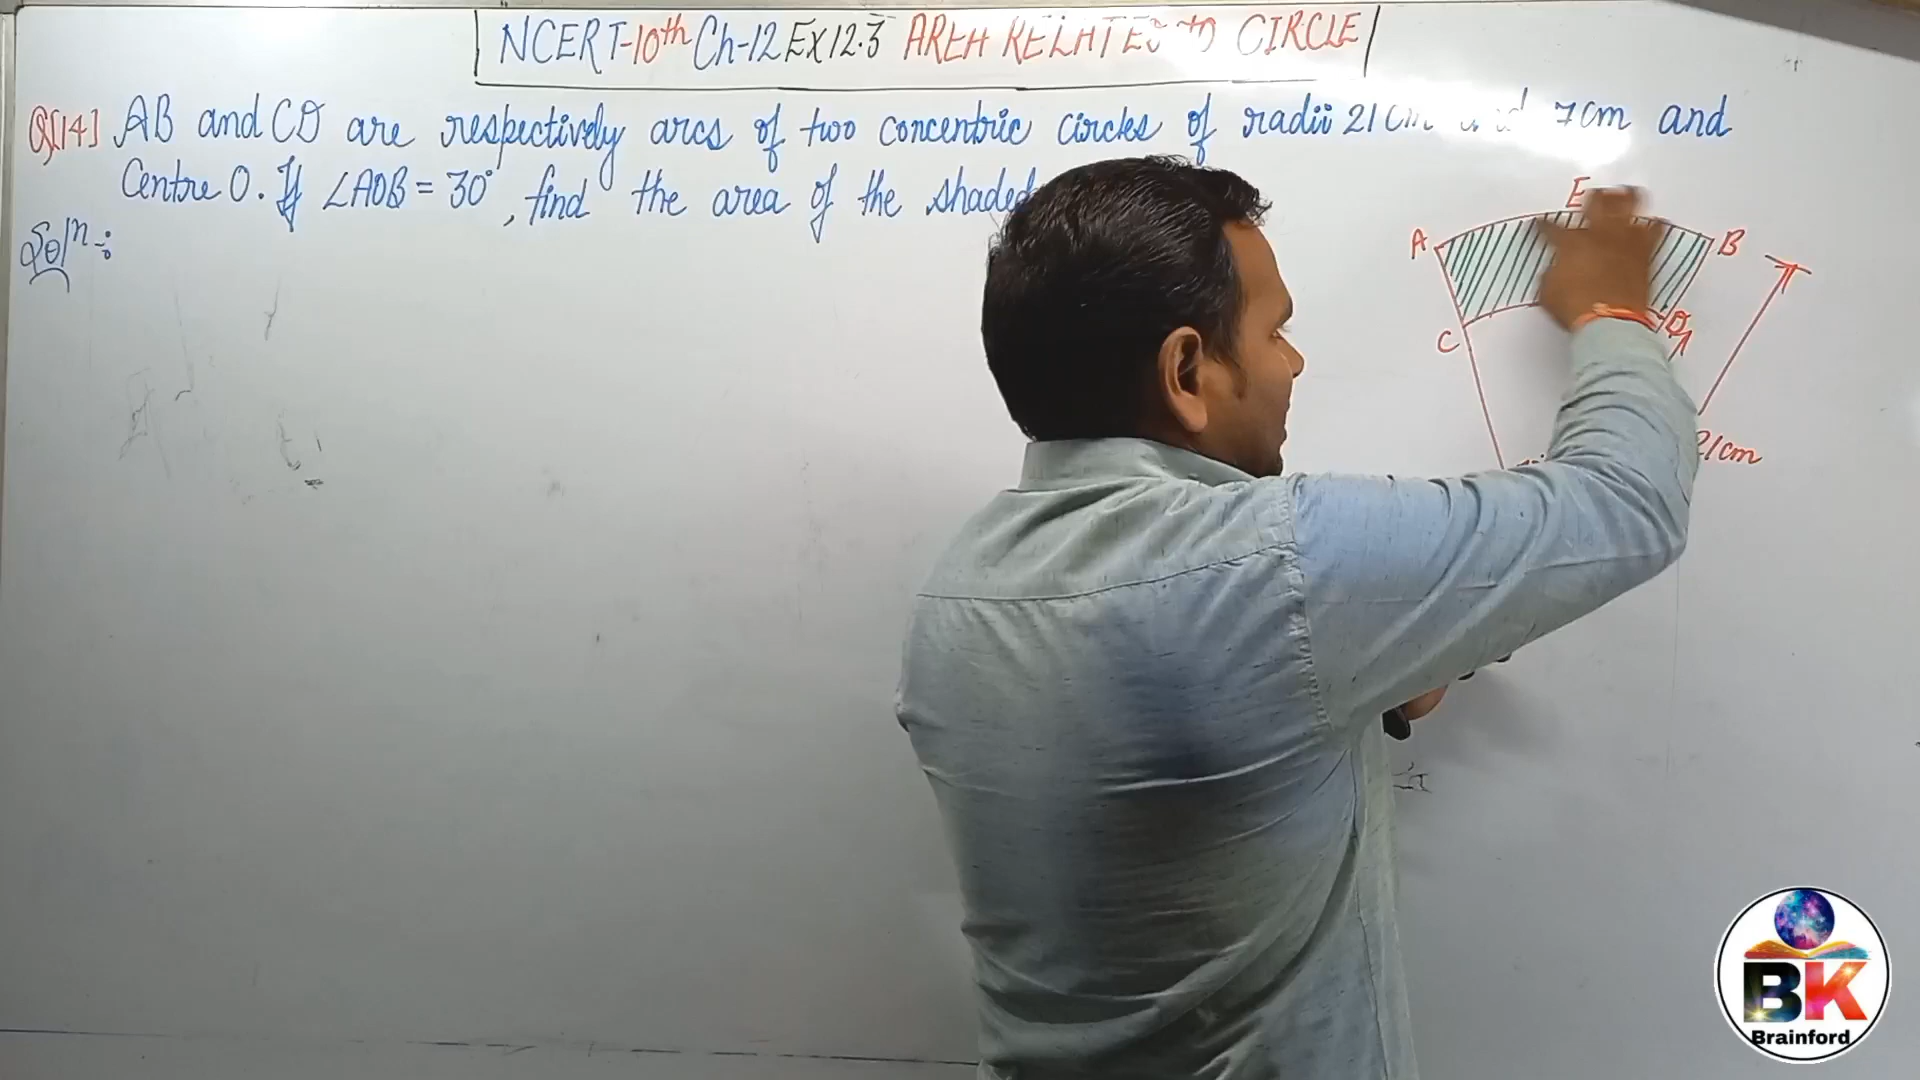 NCERT-10th Ch-12 Ex 12.3 AREA RELATED TO CIRCLE
Q[14] AB and CD are respectively arcs of two concentric circles of radii 21cm and 7cm and
Centre O. If ∠AOB = 30°, find the area of the shaded
Solⁿ:-
E
A
B
D
C
21cm
BK
Brainford